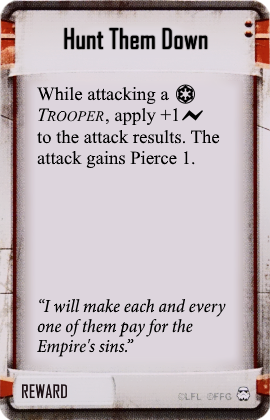 Hunt Them Down
While attacking a
TROOPER, apply +1
to the attack results. The
attack gains Pierce 1.
“I will make each and every
one of them pay for the
Empire's sins.”
REWARD
©LFL ©FFG